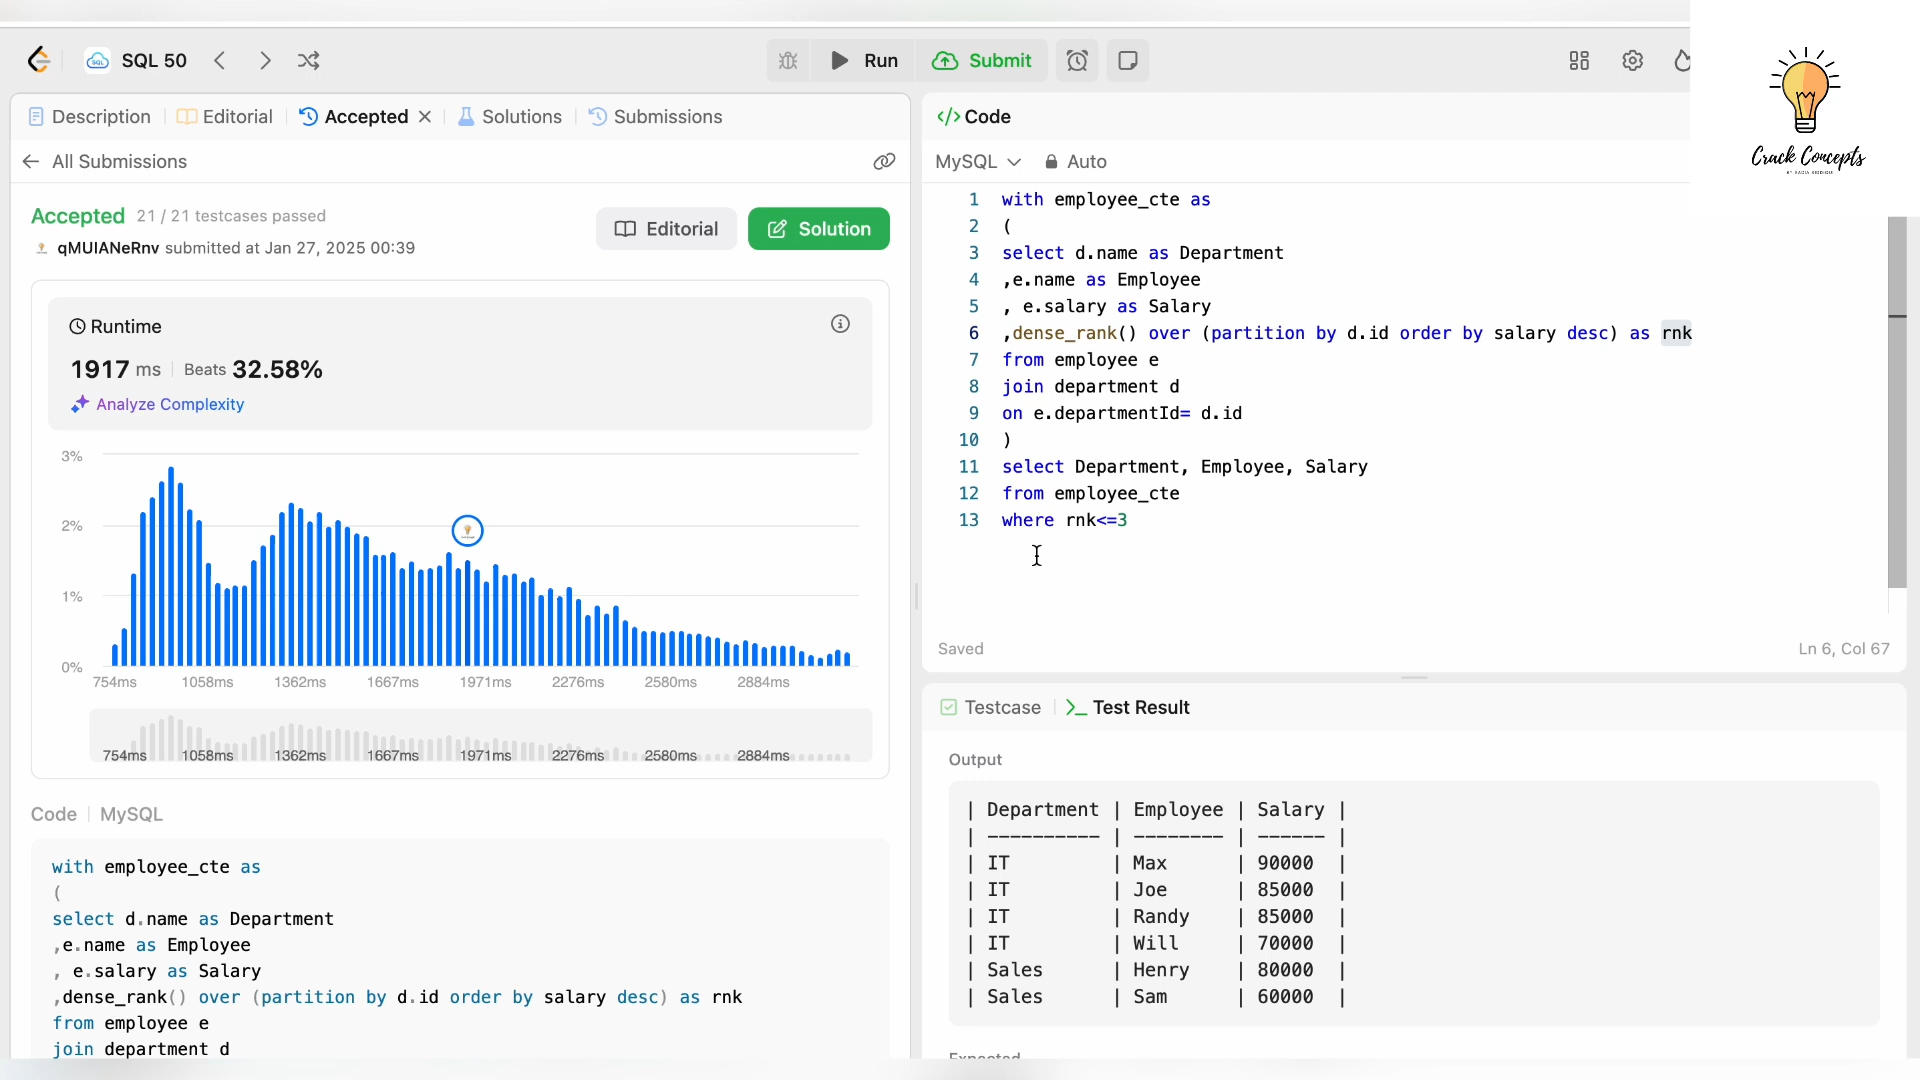 SQL 50
Run
Submit
Crack Concepts
Description
Editorial
Accepted
Solutions
Submissions
All Submissions
Accepted 21 / 21 testcases passed
qMUIANeRnv submitted at Jan 27, 2025 00:39
Editorial
Solution
Runtime
1917 ms
Beats 32.58%
Analyze Complexity
3%
2%
1%
0%
754ms 1058ms 1362ms 1667ms 1971ms 2276ms 2580ms 2884ms
754ms 1058ms 1362ms 1667ms 1971ms 2276ms 2580ms 2884ms
Code MySQL
with employee_cte as
(
select d.name as Department
,e.name as Employee
, e.salary as Salary
,dense_rank() over (partition by d.id order by salary desc) as rnk
from employee e
join department d
</> Code
MySQL Auto
1 with employee_cte as
2 (
3 select d.name as Department
4 ,e.name as Employee
5 , e.salary as Salary
6 ,dense_rank() over (partition by d.id order by salary desc) as rnk
7 from employee e
8 join department d
9 on e.departmentId= d.id
10 )
11 select Department, Employee, Salary
12 from employee_cte
13 where rnk<=3
Saved
Ln 6, Col 67
Testcase
>_ Test Result
Output
| Department | Employee | Salary |
| ---------- | -------- | ------ |
| IT | Max | 90000 |
| IT | Joe | 85000 |
| IT | Randy | 85000 |
| IT | Will | 70000 |
| Sales | Henry | 80000 |
| Sales | Sam | 60000 |
Expected